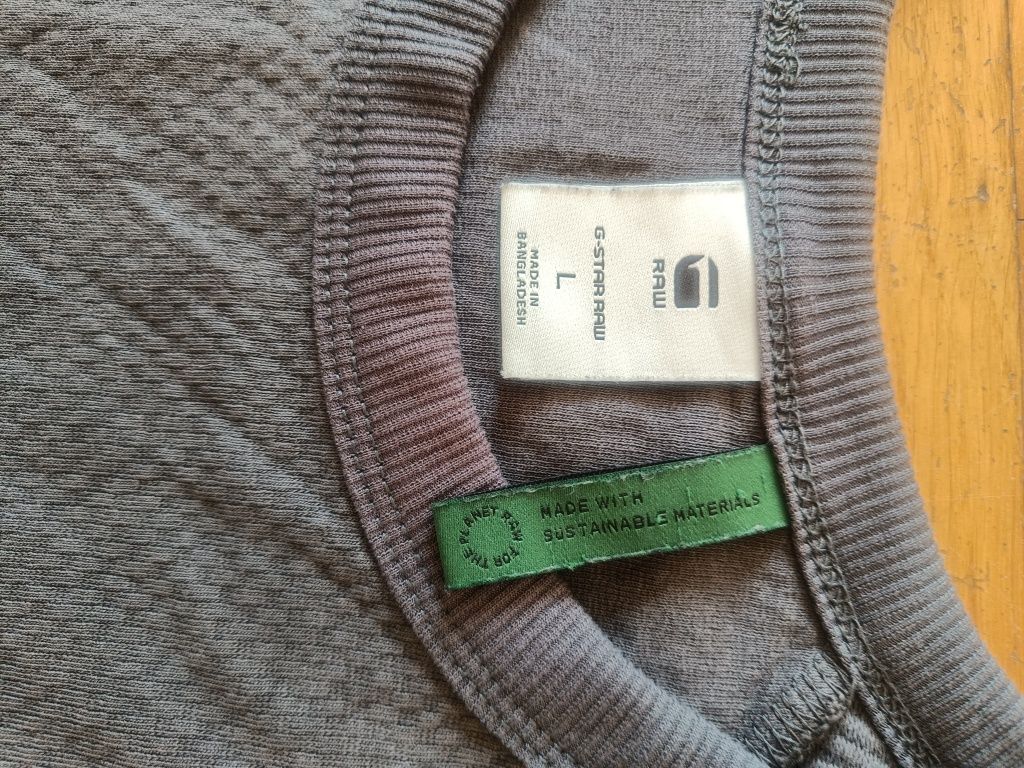 RAW
G-STAR RAW
L
MADE IN
BANGLADESH
RAW FOR THE PLANET
MADE WITH
SUSTAINABLE MATERIALS